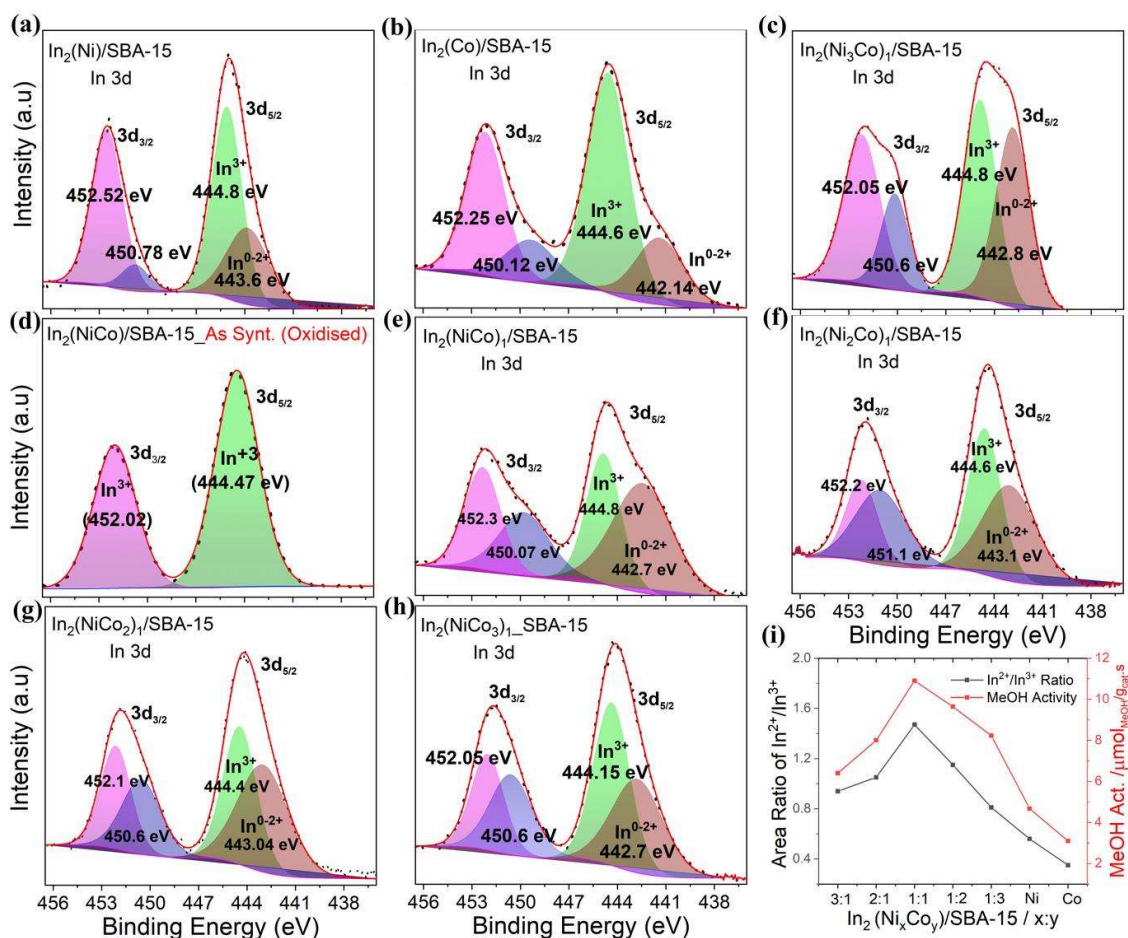 (a)
In2(Ni)/SBA-15
In 3d
3d5/2
3d3/2
In3+
444.8 eV
452.52 eV
450.78 eV
In0-2+
443.6 eV
Intensity (a.u)
(b)
In2(Co)/SBA-15
In 3d
3d5/2
3d3/2
452.25 eV
In3+
444.6 eV
450.12 eV
In0-2+
442.14 eV
(c)
In2(Ni3Co)1/SBA-15
In 3d
3d5/2
3d3/2
In3+
452.05 eV
444.8 eV
In0-2+
450.6 eV
442.8 eV
(d)
In2(NiCo)/SBA-15_As Synt. (Oxidised)
3d5/2
3d3/2
In3+
(452.02)
In+3
(444.47 eV)
Intensity (a.u)
(e)
In2(NiCo)1/SBA-15
In 3d
3d5/2
3d3/2
In3+
444.8 eV
452.3 eV
450.07 eV
In0-2+
442.7 eV
(f)
In2(Ni2Co)1/SBA-15
In 3d
3d5/2
3d3/2
In3+
444.6 eV
452.2 eV
451.1 eV
In0-2+
443.1 eV
456 453 450 447 444 441 438
Binding Energy (eV)
(g)
In2(NiCo2)1/SBA-15
In 3d
3d5/2
3d3/2
In3+
444.4 eV
452.1 eV
450.6 eV
In0-2+
443.04 eV
456 453 450 447 444 441 438
Binding Energy (eV)
(h)
In2(NiCo3)1_SBA-15
In 3d
3d5/2
3d3/2
452.05 eV
In3+
444.15 eV
450.6 eV
In0-2+
442.7 eV
456 453 450 447 444 441 438
Binding Energy (eV)
(i)
Area Ratio of In2+/In3+
2.0
1.6
1.2
0.8
0.4
In2+/In3+ Ratio
MeOH Activity
12
10
8
6
4
2
MeOH Act. /μmolMeOH/gcat.s
3:1 2:1 1:1 1:2 1:3 Ni Co
In2 (NixCoy)/SBA-15 / x:y